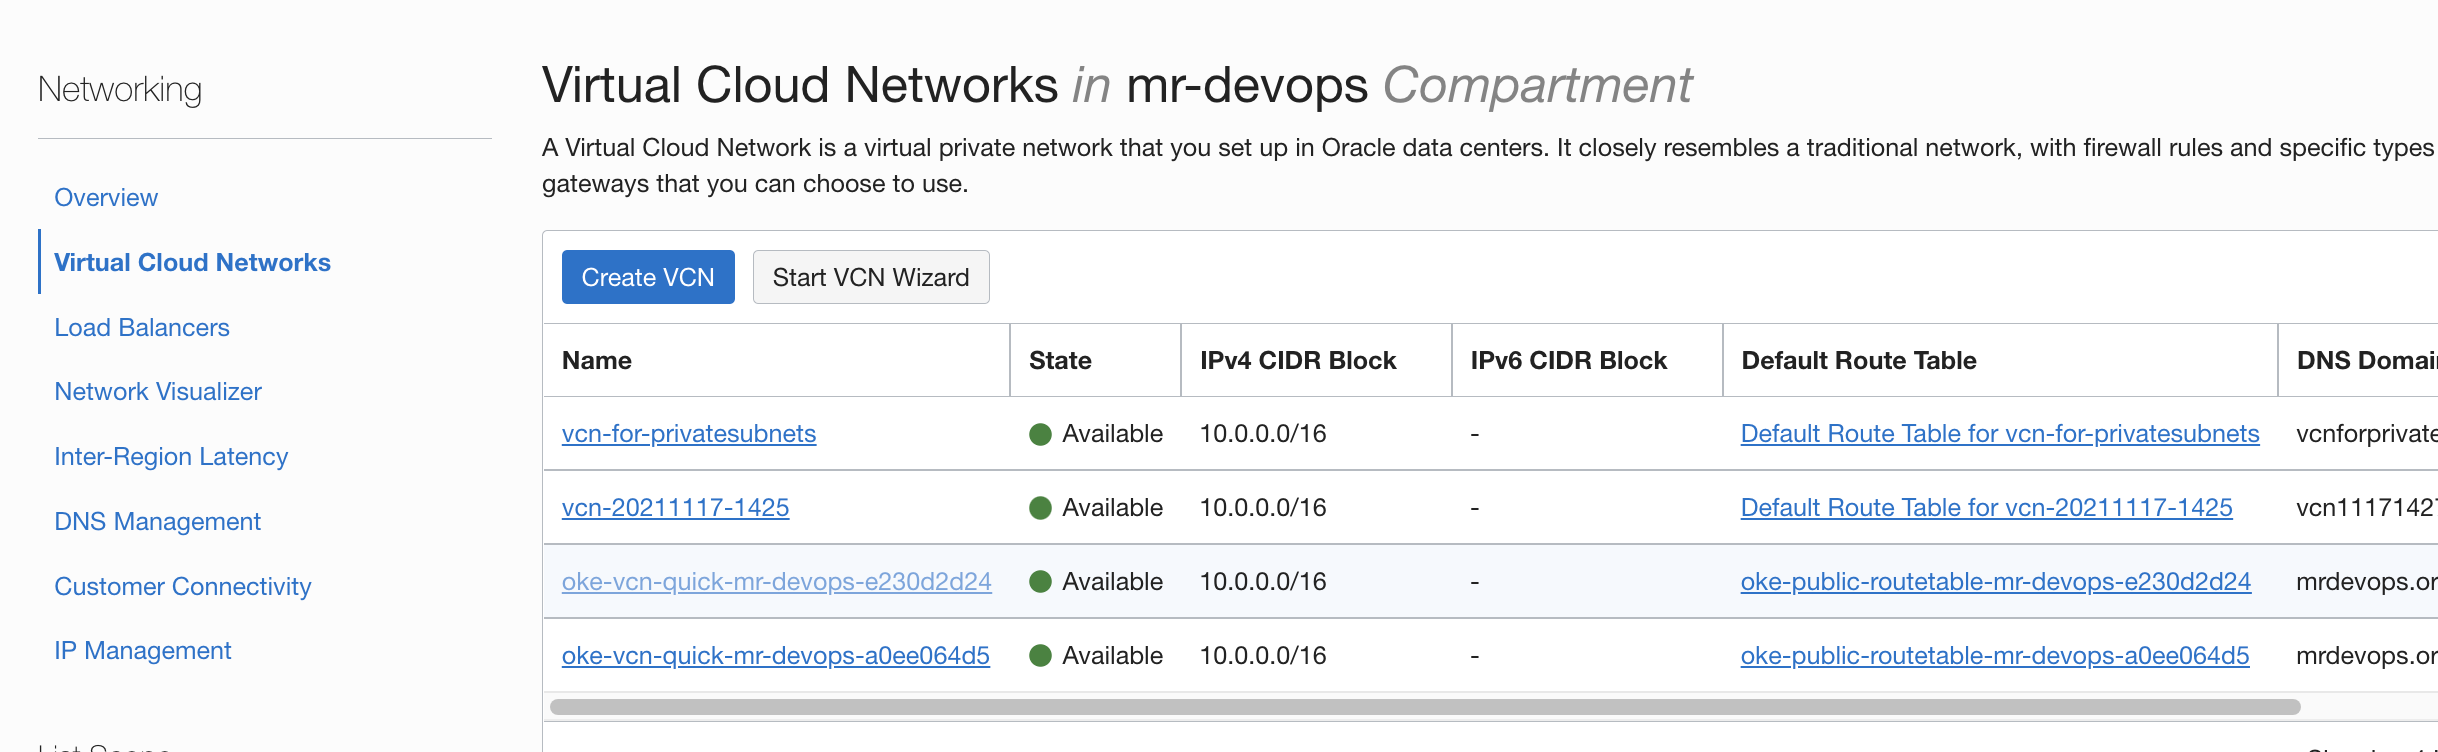 Networking
Overview
Virtual Cloud Networks
Load Balancers
Network Visualizer
Inter-Region Latency
DNS Management
Customer Connectivity
IP Management
Virtual Cloud Networks in mr-devops Compartment
A Virtual Cloud Network is a virtual private network that you set up in Oracle data centers. It closely resembles a traditional network, with firewall rules and specific types
gateways that you can choose to use.
Create VCN Start VCN Wizard
Name State IPv4 CIDR Block IPv6 CIDR Block Default Route Table DNS Domai
vcn-for-privatesubnets Available 10.0.0.0/16 - Default Route Table for vcn-for-privatesubnets vcnforprivate
vcn-20211117-1425 Available 10.0.0.0/16 - Default Route Table for vcn-20211117-1425 vcn1117142
oke-vcn-quick-mr-devops-e230d2d24 Available 10.0.0.0/16 - oke-public-routetable-mr-devops-e230d2d24 mrdevops.or
oke-vcn-quick-mr-devops-a0ee064d5 Available 10.0.0.0/16 - oke-public-routetable-mr-devops-a0ee064d5 mrdevops.or